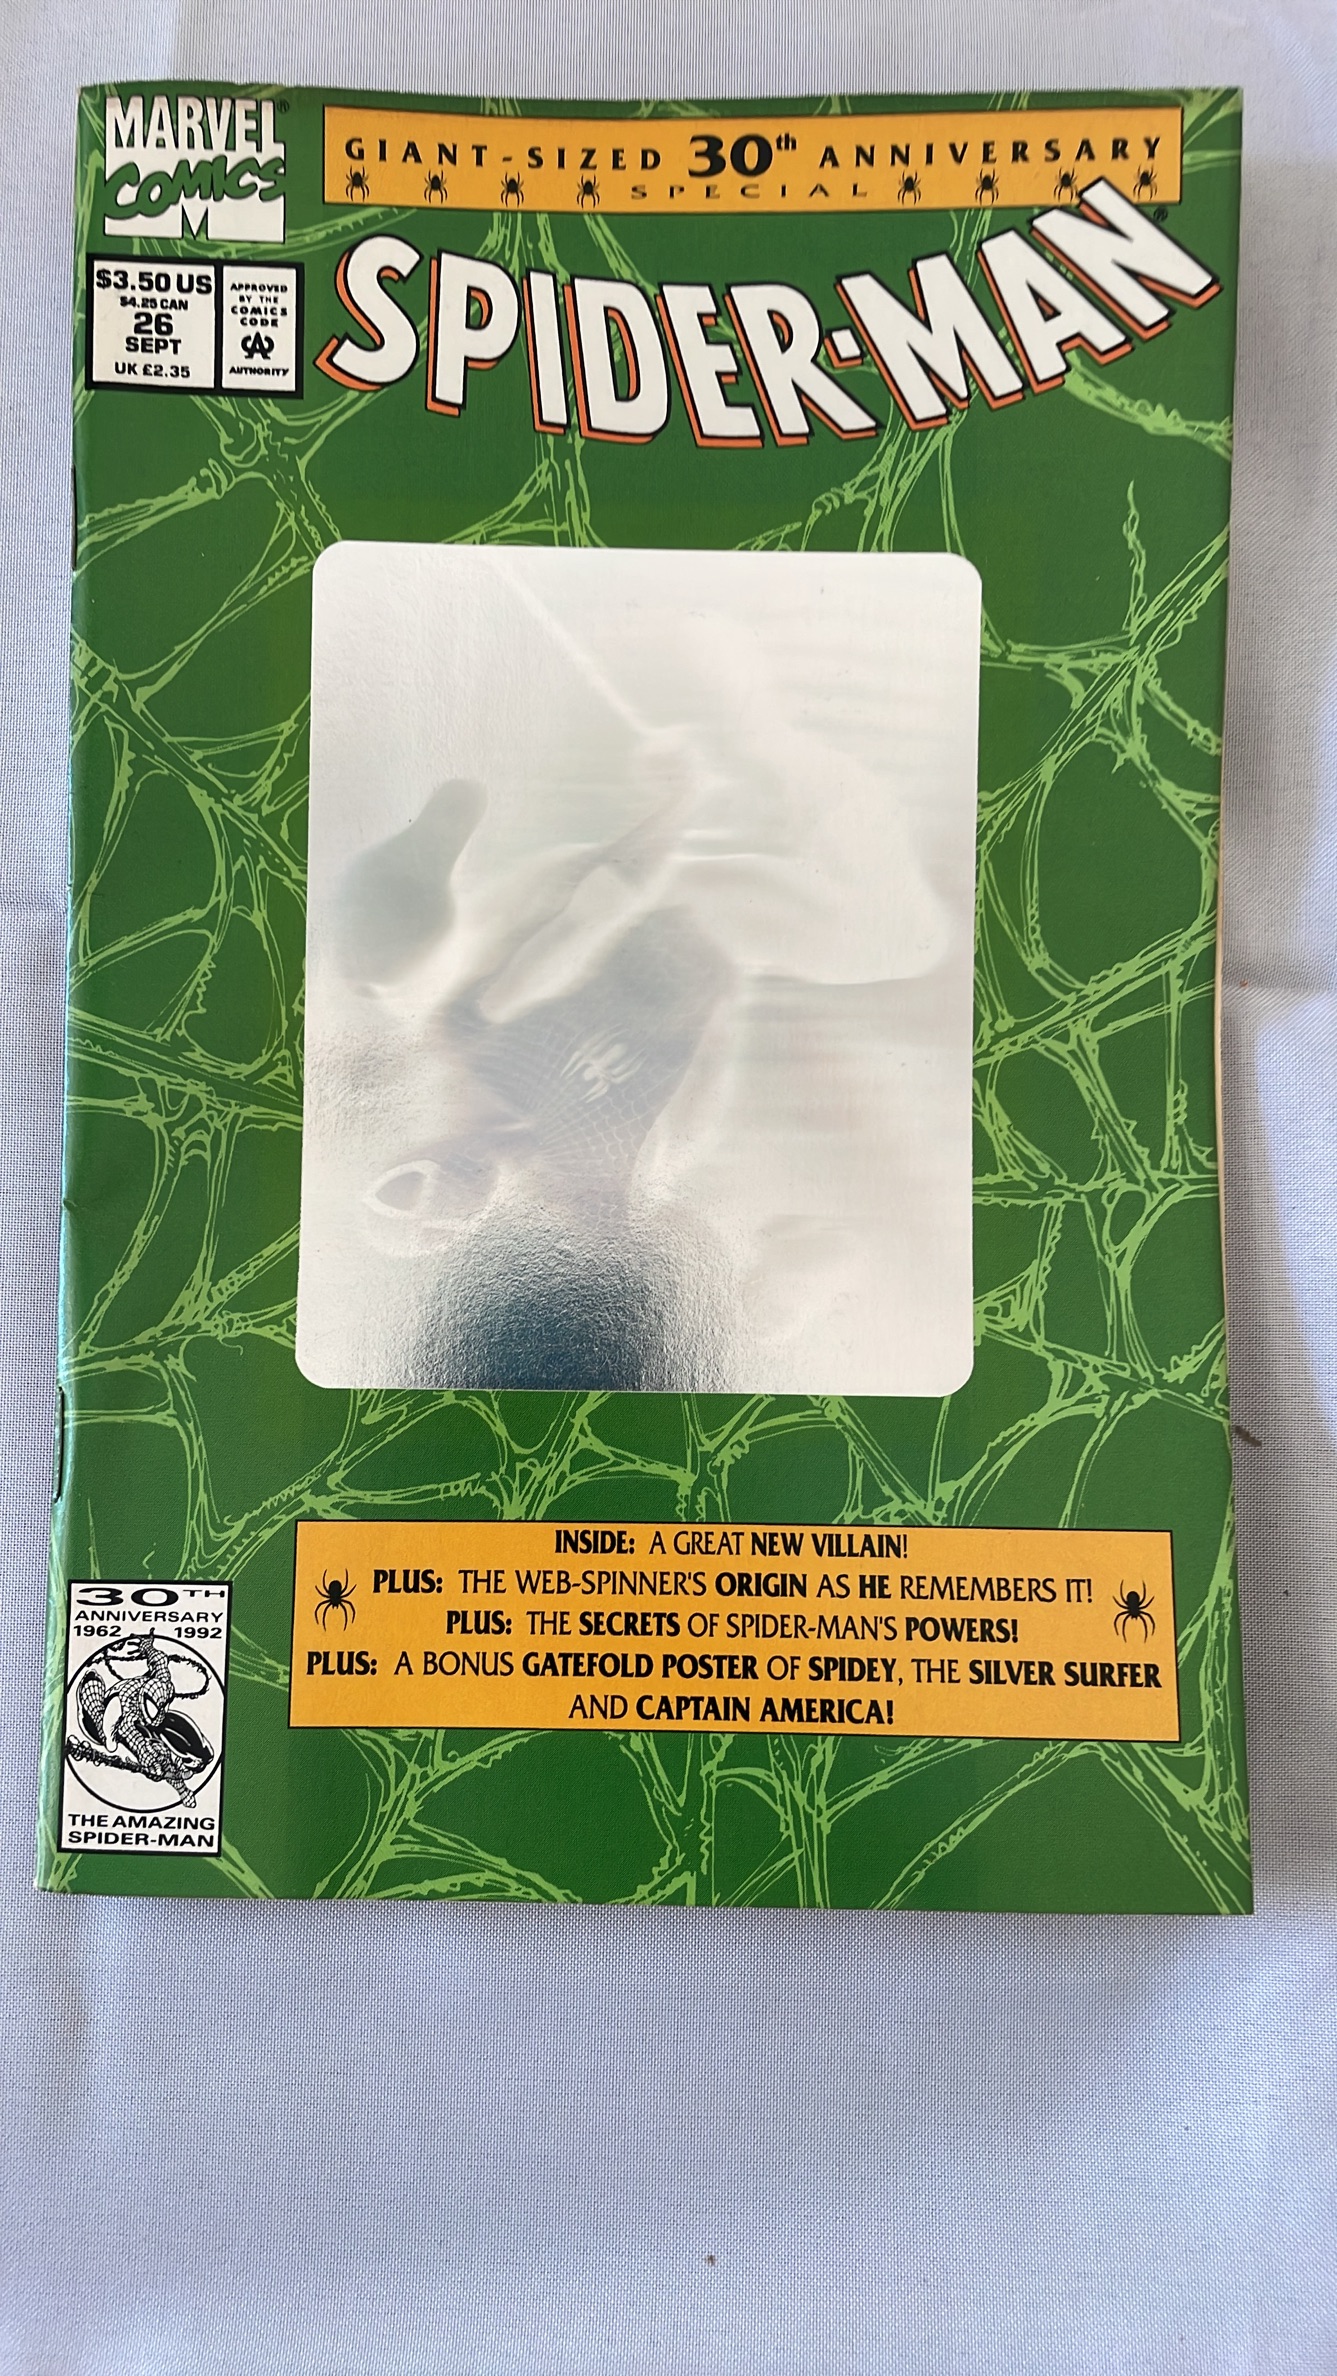 MARVEL®
COMICS
M
GIANT-SIZED 30th ANNIVERSARY
SPECIAL
SPIDER-MAN®
$3.50 US
$4.25 CAN
26
SEPT
UK £2.35
APPROVED
BY THE
COMICS
CODE
CA
AUTHORITY
INSIDE: A GREAT NEW VILLAIN!
PLUS: THE WEB-SPINNER'S ORIGIN AS HE REMEMBERS IT!
PLUS: THE SECRETS OF SPIDER-MAN'S POWERS!
PLUS: A BONUS GATEFOLD POSTER OF SPIDEY, THE SILVER SURFER
AND CAPTAIN AMERICA!
30TH
ANNIVERSARY
1962 1992
THE AMAZING
SPIDER-MAN